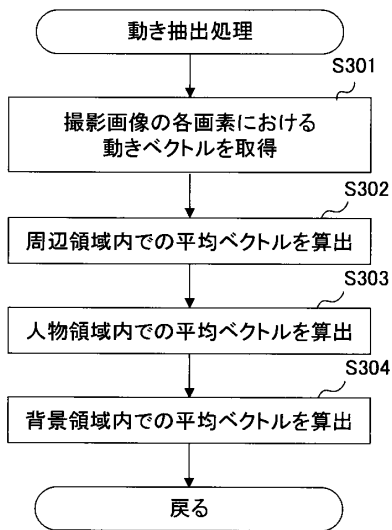 動き抽出処理
S301
撮影画像の各画素における
動きベクトルを取得
S302
周辺領域内での平均ベクトルを算出
S303
人物領域内での平均ベクトルを算出
S304
背景領域内での平均ベクトルを算出
戻る